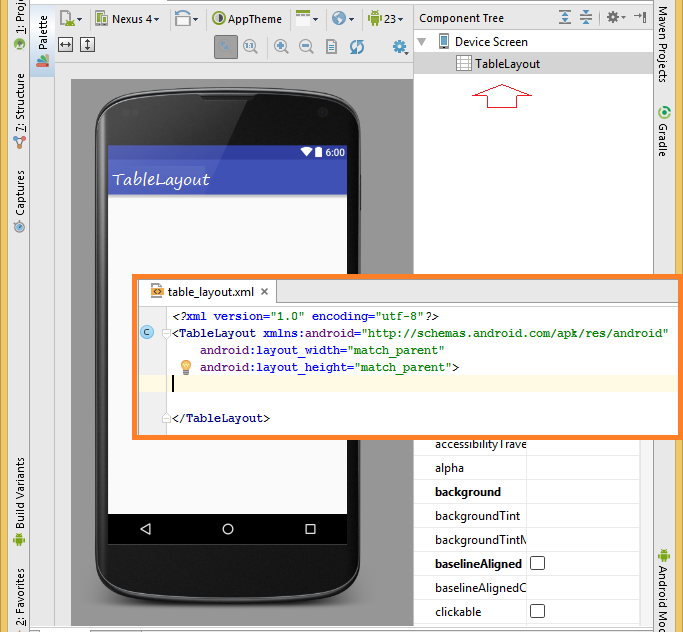 1: Proj
Palette
7: Structure
Captures
Build Variants
2: Favorites
Nexus 4
AppTheme
23
6:00
TableLayout
Component Tree
Device Screen
TableLayout
Maven Projects
Gradle
table_layout.xml
<?xml version="1.0" encoding="utf-8"?>
<TableLayout xmlns:android="http://schemas.android.com/apk/res/android"
    android:layout_width="match_parent"
    android:layout_height="match_parent">
</TableLayout>
accessibilityTrave
alpha
background
backgroundTint
backgroundTintM
baselineAligned
baselineAlignedC
clickable
Android Mod